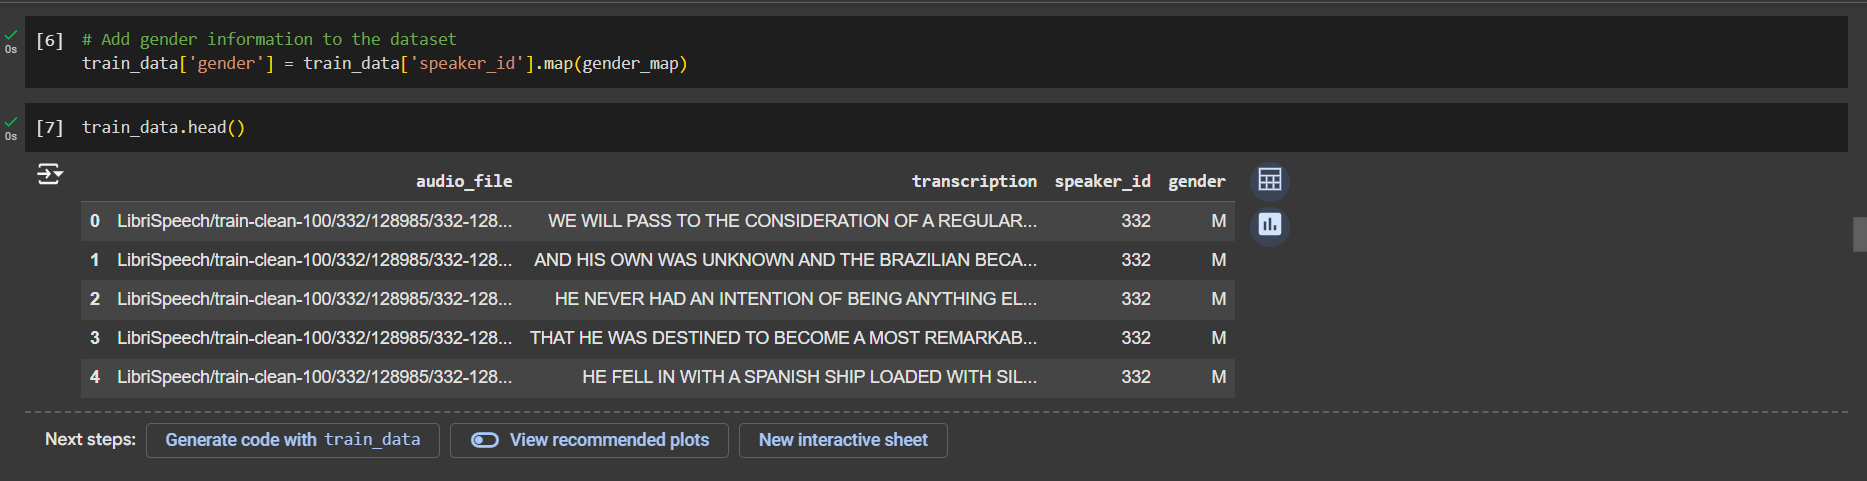 [6] # Add gender information to the dataset
train_data['gender'] = train_data['speaker_id'].map(gender_map)
0s
[7] train_data.head()
0s
audio_file transcription speaker_id gender
0 LibriSpeech/train-clean-100/332/128985/332-128... WE WILL PASS TO THE CONSIDERATION OF A REGULAR... 332 M
1 LibriSpeech/train-clean-100/332/128985/332-128... AND HIS OWN WAS UNKNOWN AND THE BRAZILIAN BECA... 332 M
2 LibriSpeech/train-clean-100/332/128985/332-128... HE NEVER HAD AN INTENTION OF BEING ANYTHING EL... 332 M
3 LibriSpeech/train-clean-100/332/128985/332-128... THAT HE WAS DESTINED TO BECOME A MOST REMARKAB... 332 M
4 LibriSpeech/train-clean-100/332/128985/332-128... HE FELL IN WITH A SPANISH SHIP LOADED WITH SIL... 332 M
Next steps: Generate code with train_data View recommended plots New interactive sheet